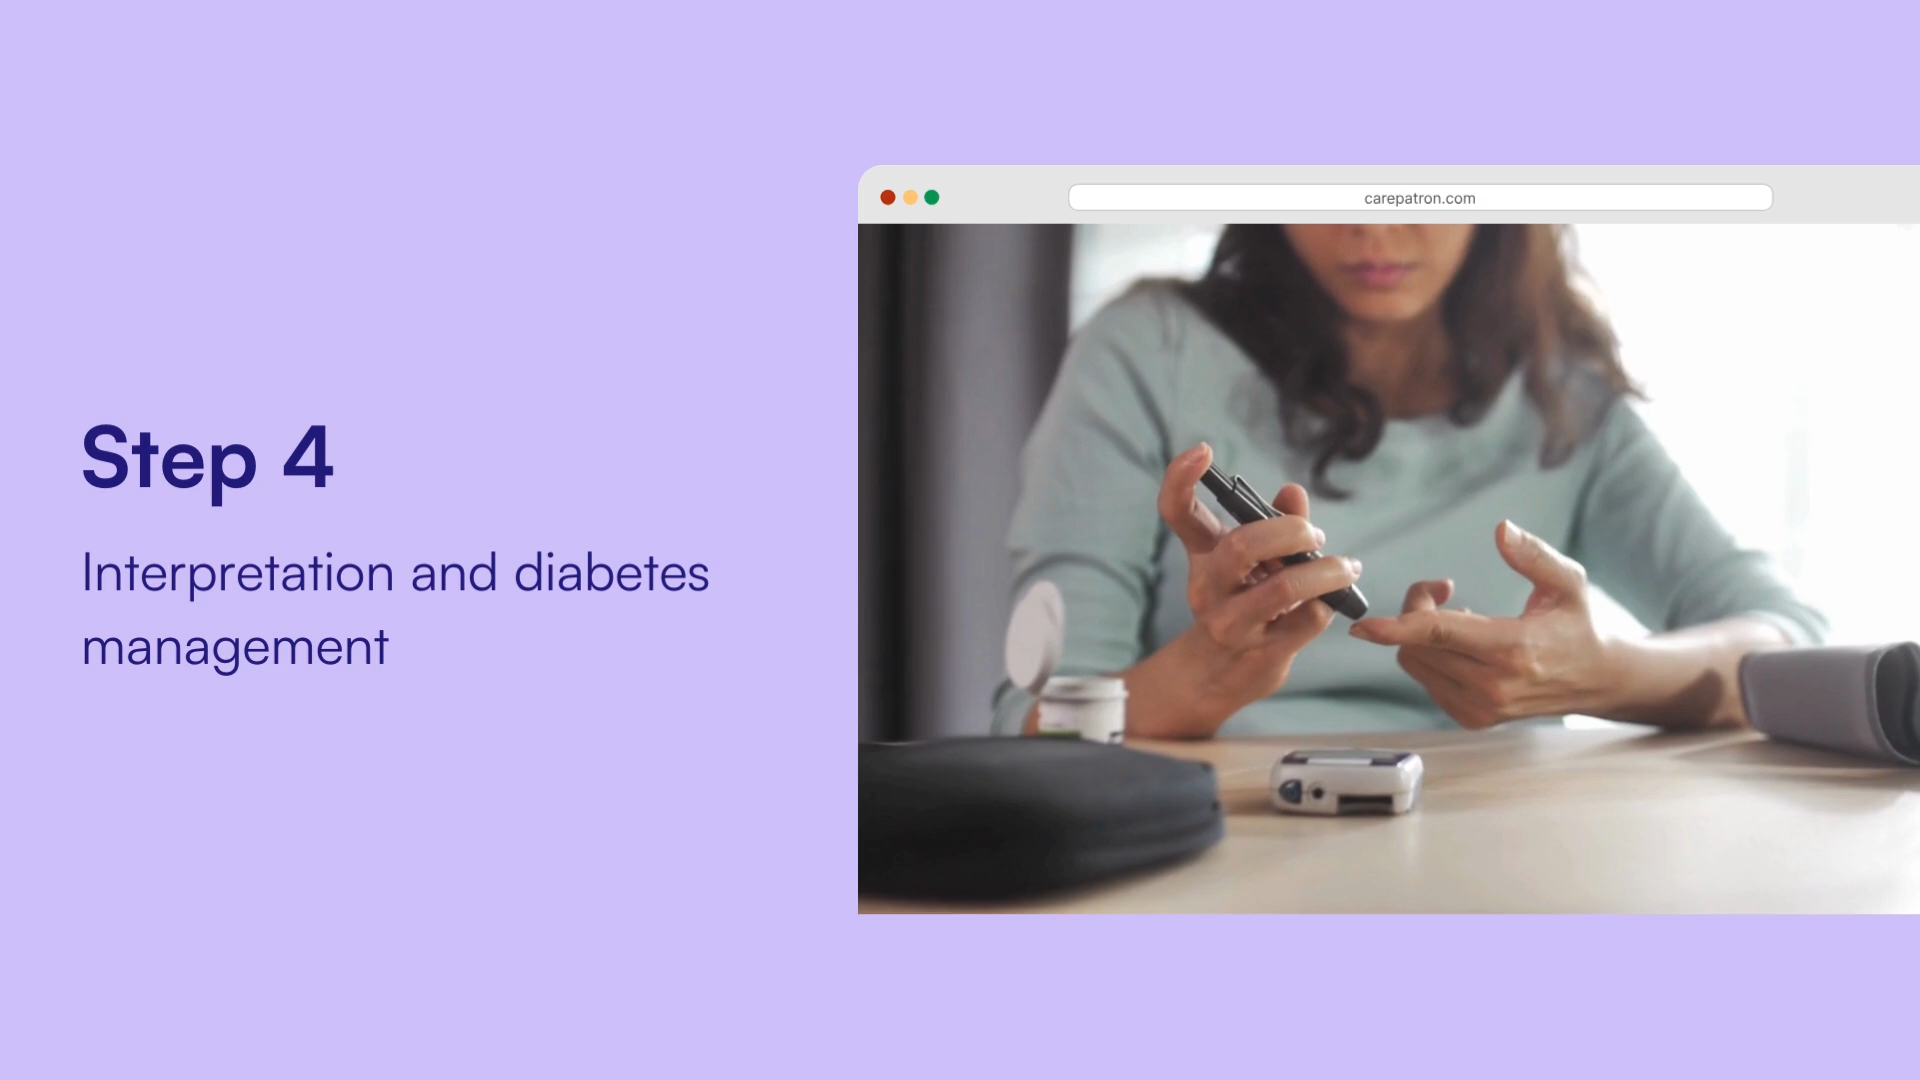 Step 4
Interpretation and diabetes
management
carepatron.com